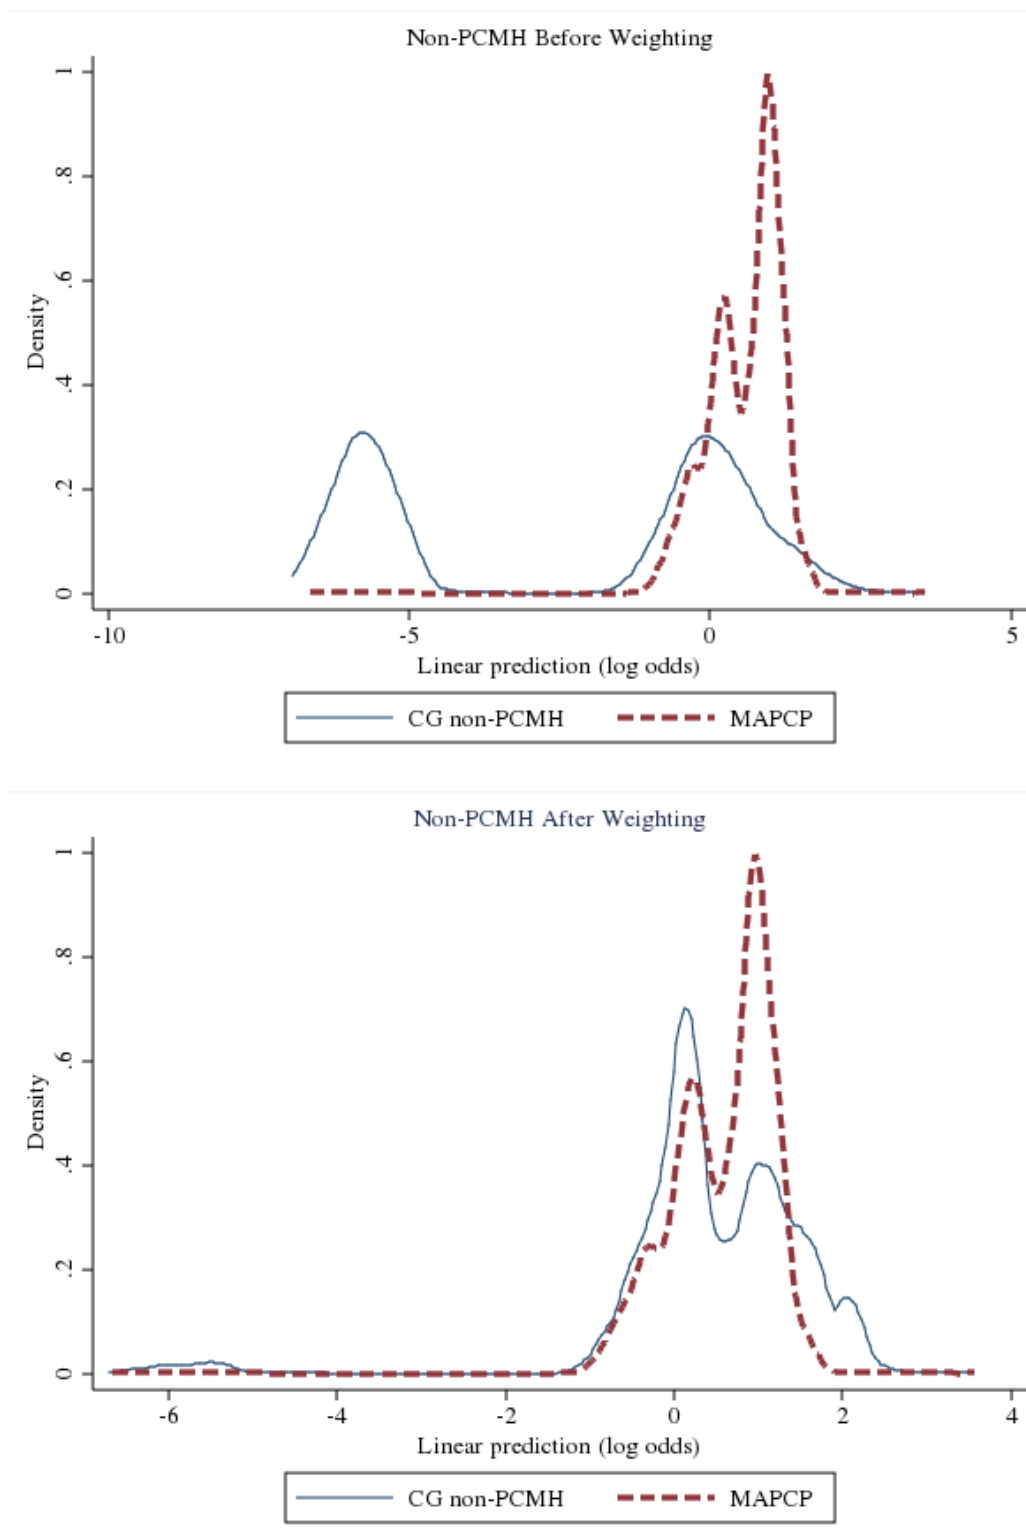 Non-PCMH Before Weighting
1
.8
.6
.4
.2
0
Density
-10 -5 0 5
Linear prediction (log odds)
CG non-PCMH MAPCP
Non-PCMH After Weighting
1
.8
.6
.4
.2
0
Density
-6 -4 -2 0 2 4
Linear prediction (log odds)
CG non-PCMH MAPCP